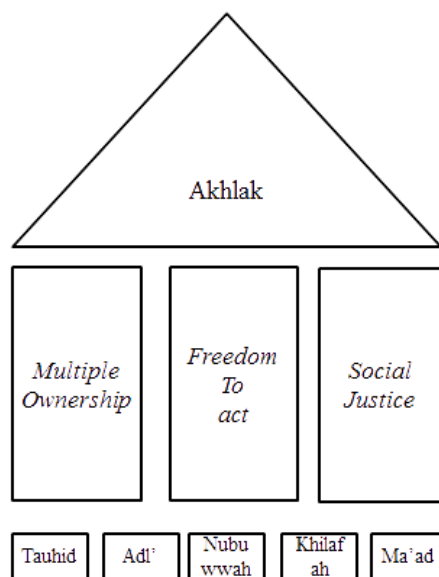 Akhlak
Multiple
Ownership
Freedom
To
act
Social
Justice
Tauhid
Adl’
Nubu
wwah
Khilaf
ah
Ma’ad